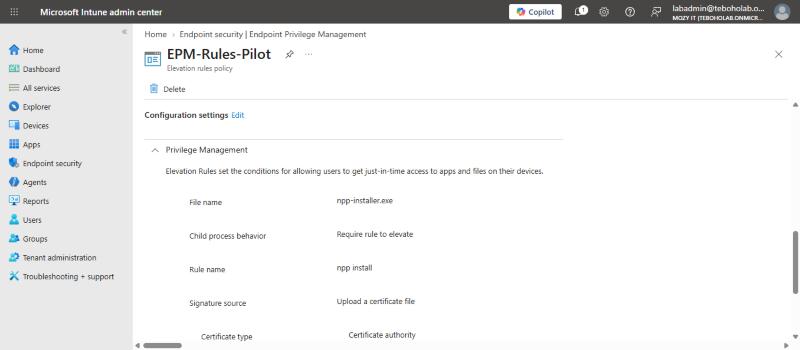 Microsoft Intune admin center
Copilot
1
labadmin@teboholab.o...
MOZY IT (TEBOHOLAB.ONMICR...
Home
Dashboard
All services
Explorer
Devices
Apps
Endpoint security
Agents
Reports
Users
Groups
Tenant administration
Troubleshooting + support
Home > Endpoint security | Endpoint Privilege Management
EPM-Rules-Pilot
Elevation rules policy
Delete
Configuration settings Edit
Privilege Management
Elevation Rules set the conditions for allowing users to get just-in-time access to apps and files on their devices.
File name npp-installer.exe
Child process behavior Require rule to elevate
Rule name npp install
Signature source Upload a certificate file
Certificate type Certificate authority